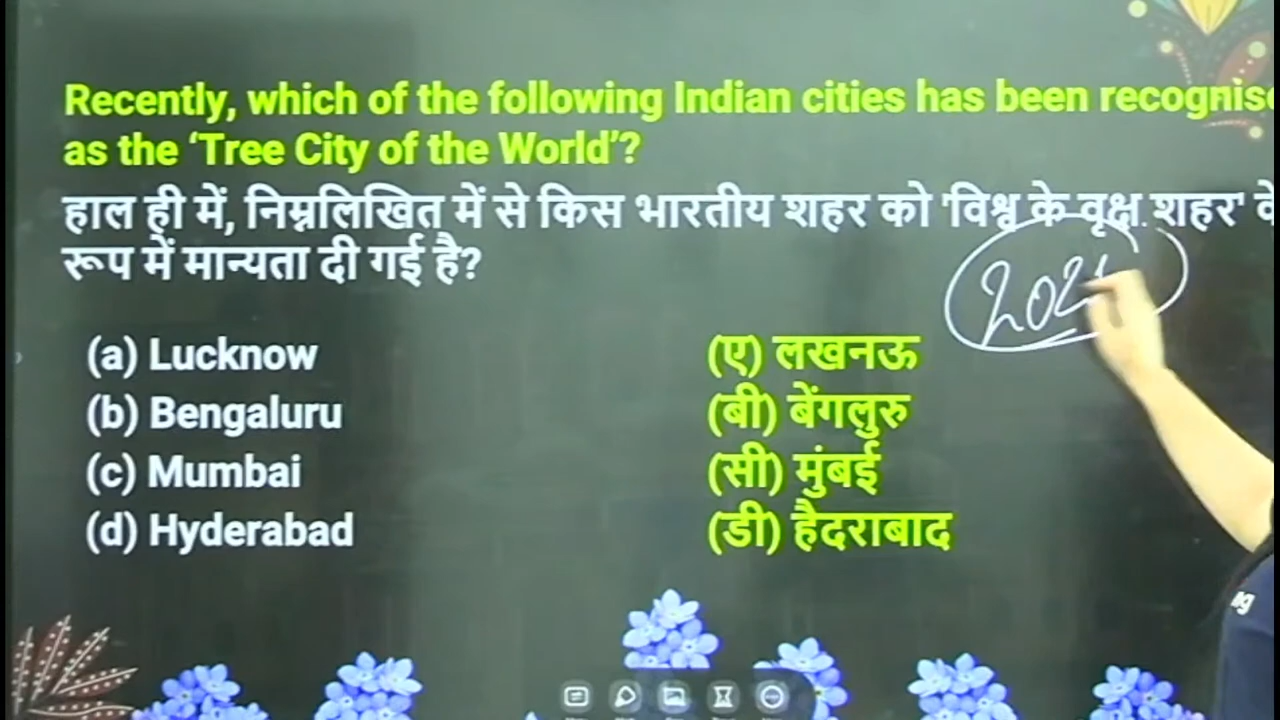 Recently, which of the following Indian cities has been recognis
as the ‘Tree City of the World’?
हाल ही में, निम्नलिखित में से किस भारतीय शहर को 'विश्व के वृक्ष शहर' के
रूप में मान्यता दी गई है?
(a) Lucknow
(b) Bengaluru
(c) Mumbai
(d) Hyderabad
(ए) लखनऊ
(बी) बेंगलुरु
(सी) मुंबई
(डी) हैदराबाद